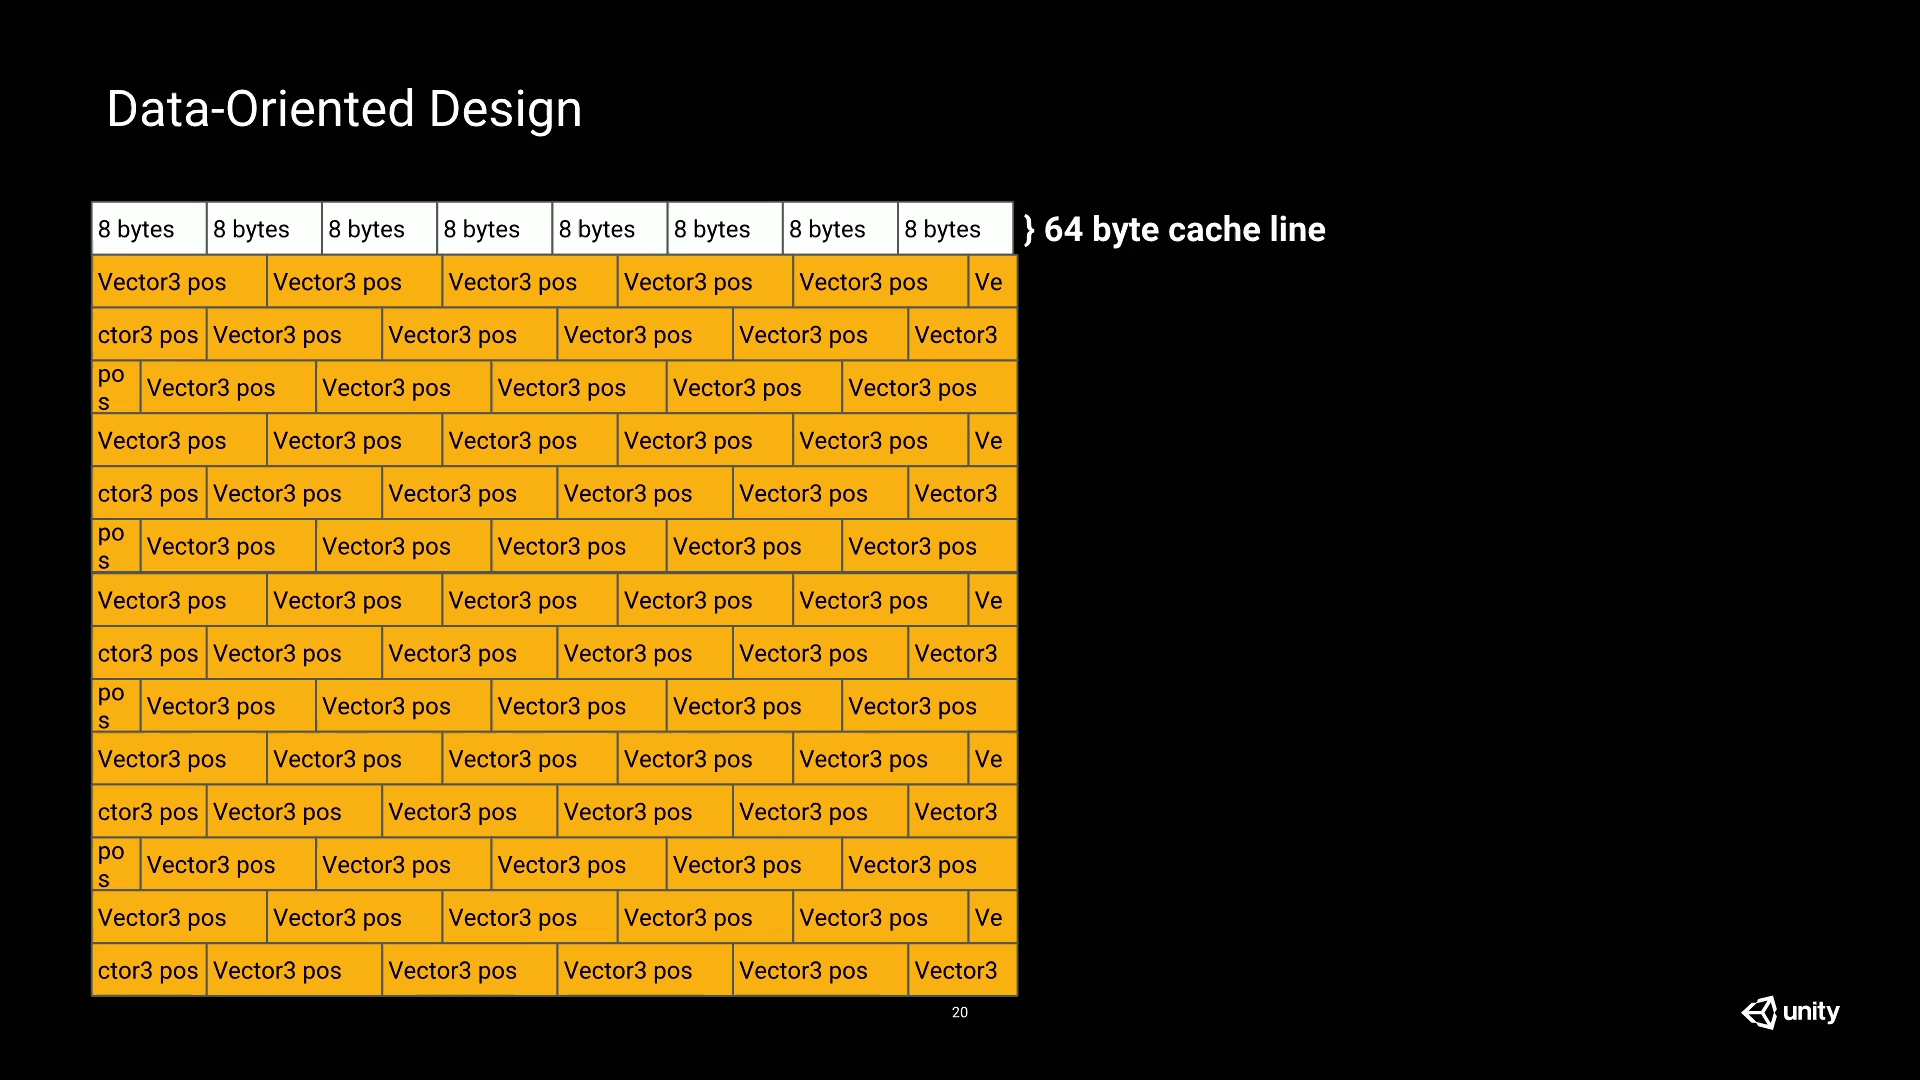 Data-Oriented Design
8 bytes 8 bytes 8 bytes 8 bytes 8 bytes 8 bytes 8 bytes 8 bytes } 64 byte cache line
Vector3 pos Vector3 pos Vector3 pos Vector3 pos Vector3 pos Ve
ctor3 pos Vector3 pos Vector3 pos Vector3 pos Vector3 pos Vector3
po
s Vector3 pos Vector3 pos Vector3 pos Vector3 pos Vector3 pos
Vector3 pos Vector3 pos Vector3 pos Vector3 pos Vector3 pos Ve
ctor3 pos Vector3 pos Vector3 pos Vector3 pos Vector3 pos Vector3
po
s Vector3 pos Vector3 pos Vector3 pos Vector3 pos Vector3 pos
Vector3 pos Vector3 pos Vector3 pos Vector3 pos Vector3 pos Ve
ctor3 pos Vector3 pos Vector3 pos Vector3 pos Vector3 pos Vector3
po
s Vector3 pos Vector3 pos Vector3 pos Vector3 pos Vector3 pos
Vector3 pos Vector3 pos Vector3 pos Vector3 pos Vector3 pos Ve
ctor3 pos Vector3 pos Vector3 pos Vector3 pos Vector3 pos Vector3
po
s Vector3 pos Vector3 pos Vector3 pos Vector3 pos Vector3 pos
Vector3 pos Vector3 pos Vector3 pos Vector3 pos Vector3 pos Ve
ctor3 pos Vector3 pos Vector3 pos Vector3 pos Vector3 pos Vector3
20
unity